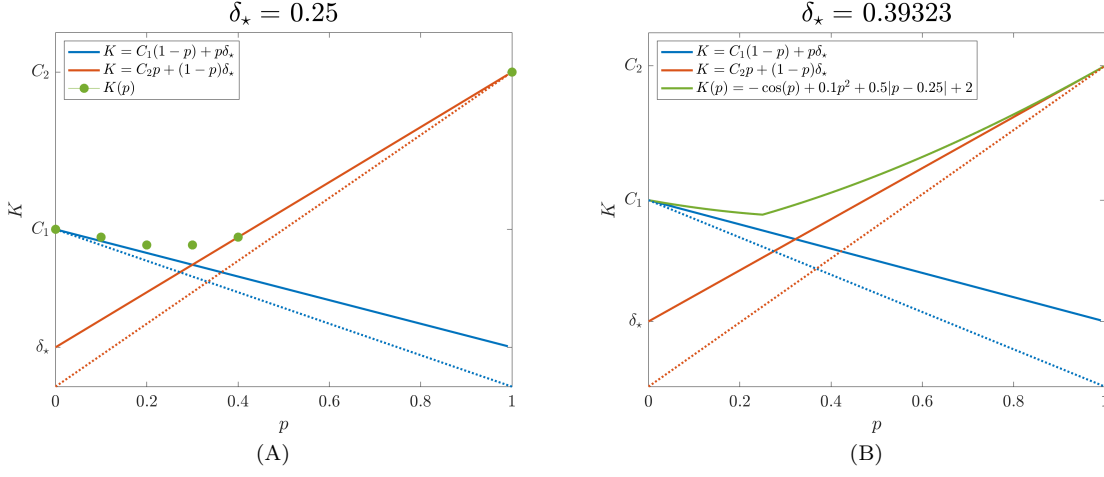 δ⋆ = 0.25
K = C₁(1 − p) + pδ⋆
K = C₂p + (1 − p)δ⋆
K(p)
C₂
C₁
δ⋆
K
0 0.2 0.4 0.6 0.8 1
p
(A)
δ⋆ = 0.39323
K = C₁(1 − p) + pδ⋆
K = C₂p + (1 − p)δ⋆
K(p) = − cos(p) + 0.1p² + 0.5|p − 0.25| + 2
C₂
C₁
δ⋆
K
0 0.2 0.4 0.6 0.8 1
p
(B)